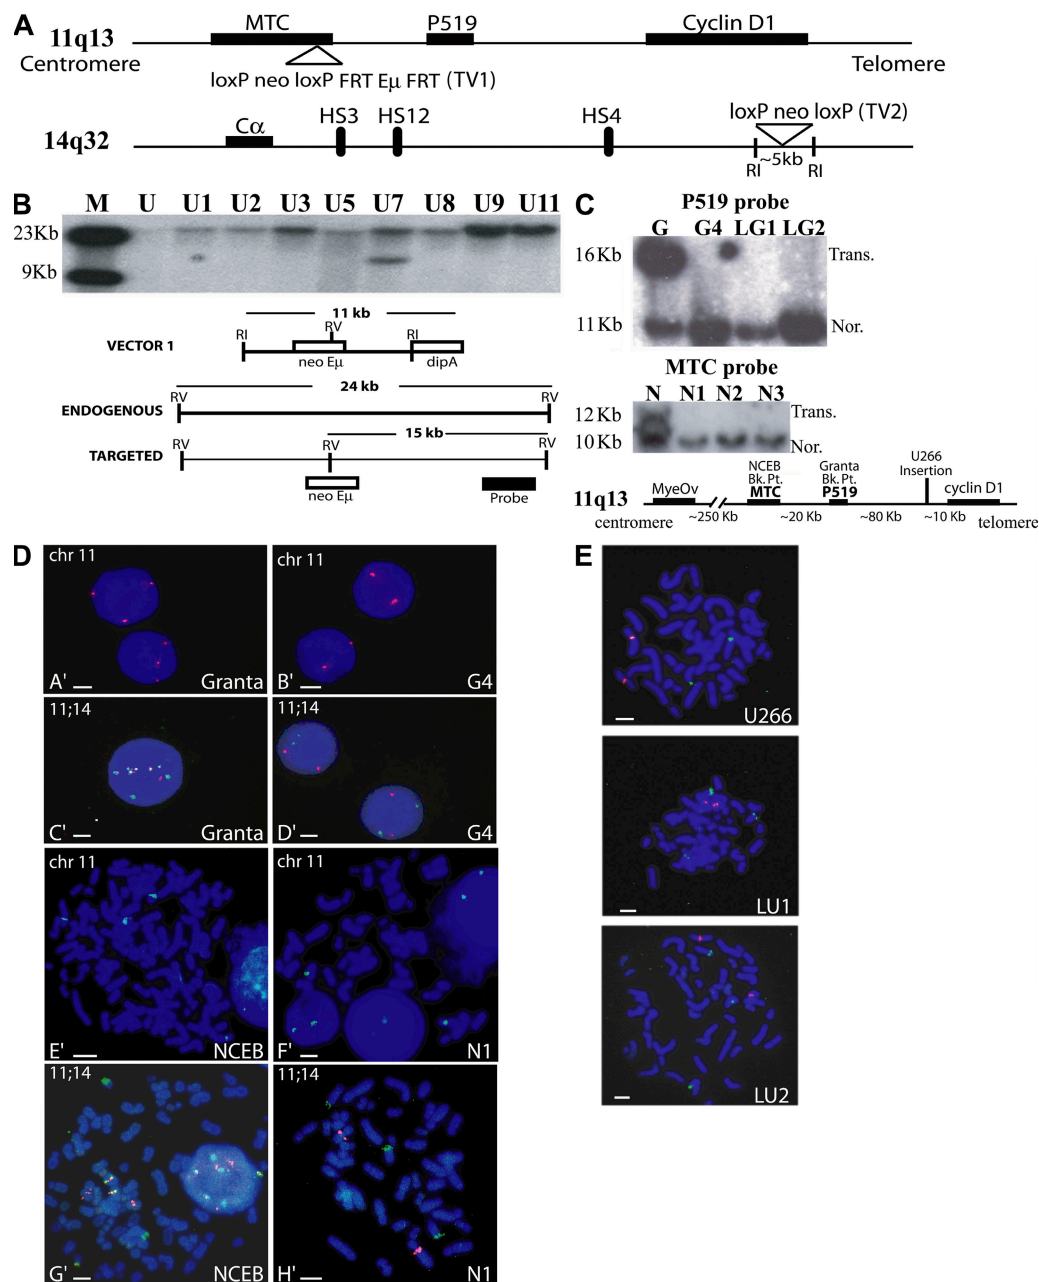 A
11q13
MTC
P519
Cyclin D1
Centromere
Telomere
loxP neo loxP FRT Eµ FRT (TV1)
14q32
Cα
HS3
HS12
HS4
loxP neo loxP (TV2)
~5kb
RI
RI
B
M U U1 U2 U3 U5 U7 U8 U9 U11
23Kb
9Kb
11 kb
VECTOR 1
RI
RV
RI
neo Eµ
dipA
24 kb
RV
RV
ENDOGENOUS
15 kb
RV
RV
RV
TARGETED
neo Eµ
Probe
C
P519 probe
G G4 LG1 LG2
16Kb
Trans.
11Kb
Nor.
MTC probe
N N1 N2 N3
12Kb
Trans.
10Kb
Nor.
11q13
MyeOv
NCEB
Bk. Pt.
MTC
Granta
Bk. Pt.
P519
U266
Insertion
cyclin D1
centromere
~250 Kb
~20 Kb
~80 Kb
~10 Kb
telomere
D
chr 11
A'
Granta
chr 11
B'
G4
11;14
C'
Granta
11;14
D'
G4
chr 11
E'
NCEB
chr 11
F'
N1
11;14
G'
NCEB
11;14
H'
N1
E
U266
LU1
LU2